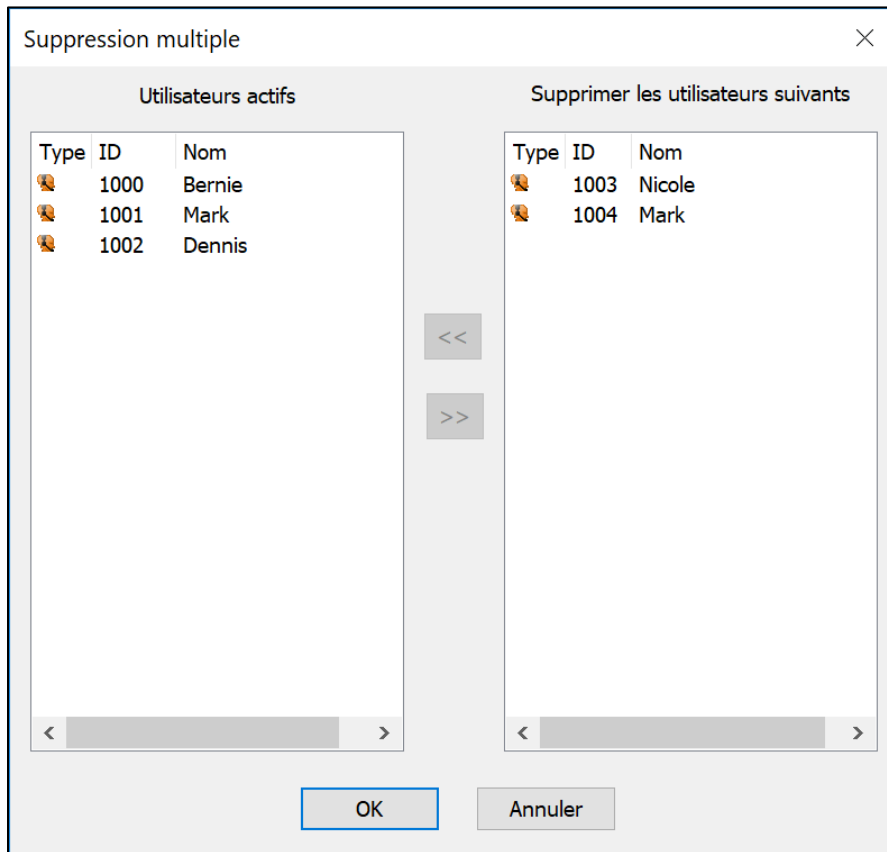 Suppression multiple
Utilisateurs actifs
Supprimer les utilisateurs suivants
Type ID Nom
1000 Bernie
1001 Mark
1002 Dennis
Type ID Nom
1003 Nicole
1004 Mark
<<
>>
OK
Annuler